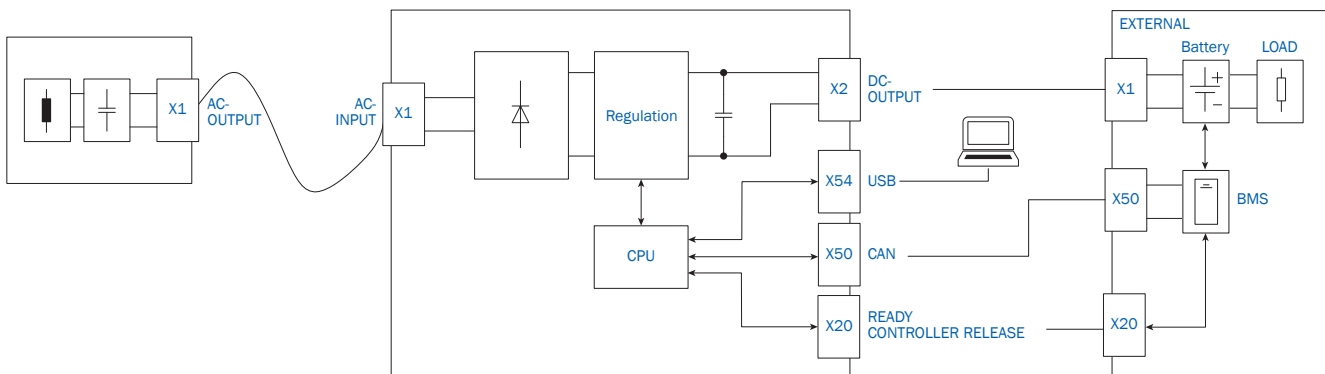 X1
AC-
OUTPUT
AC-
INPUT
X1
Regulation
CPU
X2
DC-
OUTPUT
X54
USB
X50
CAN
X20
READY
CONTROLLER RELEASE
EXTERNAL
Battery
LOAD
X1
+
−
X50
BMS
X20